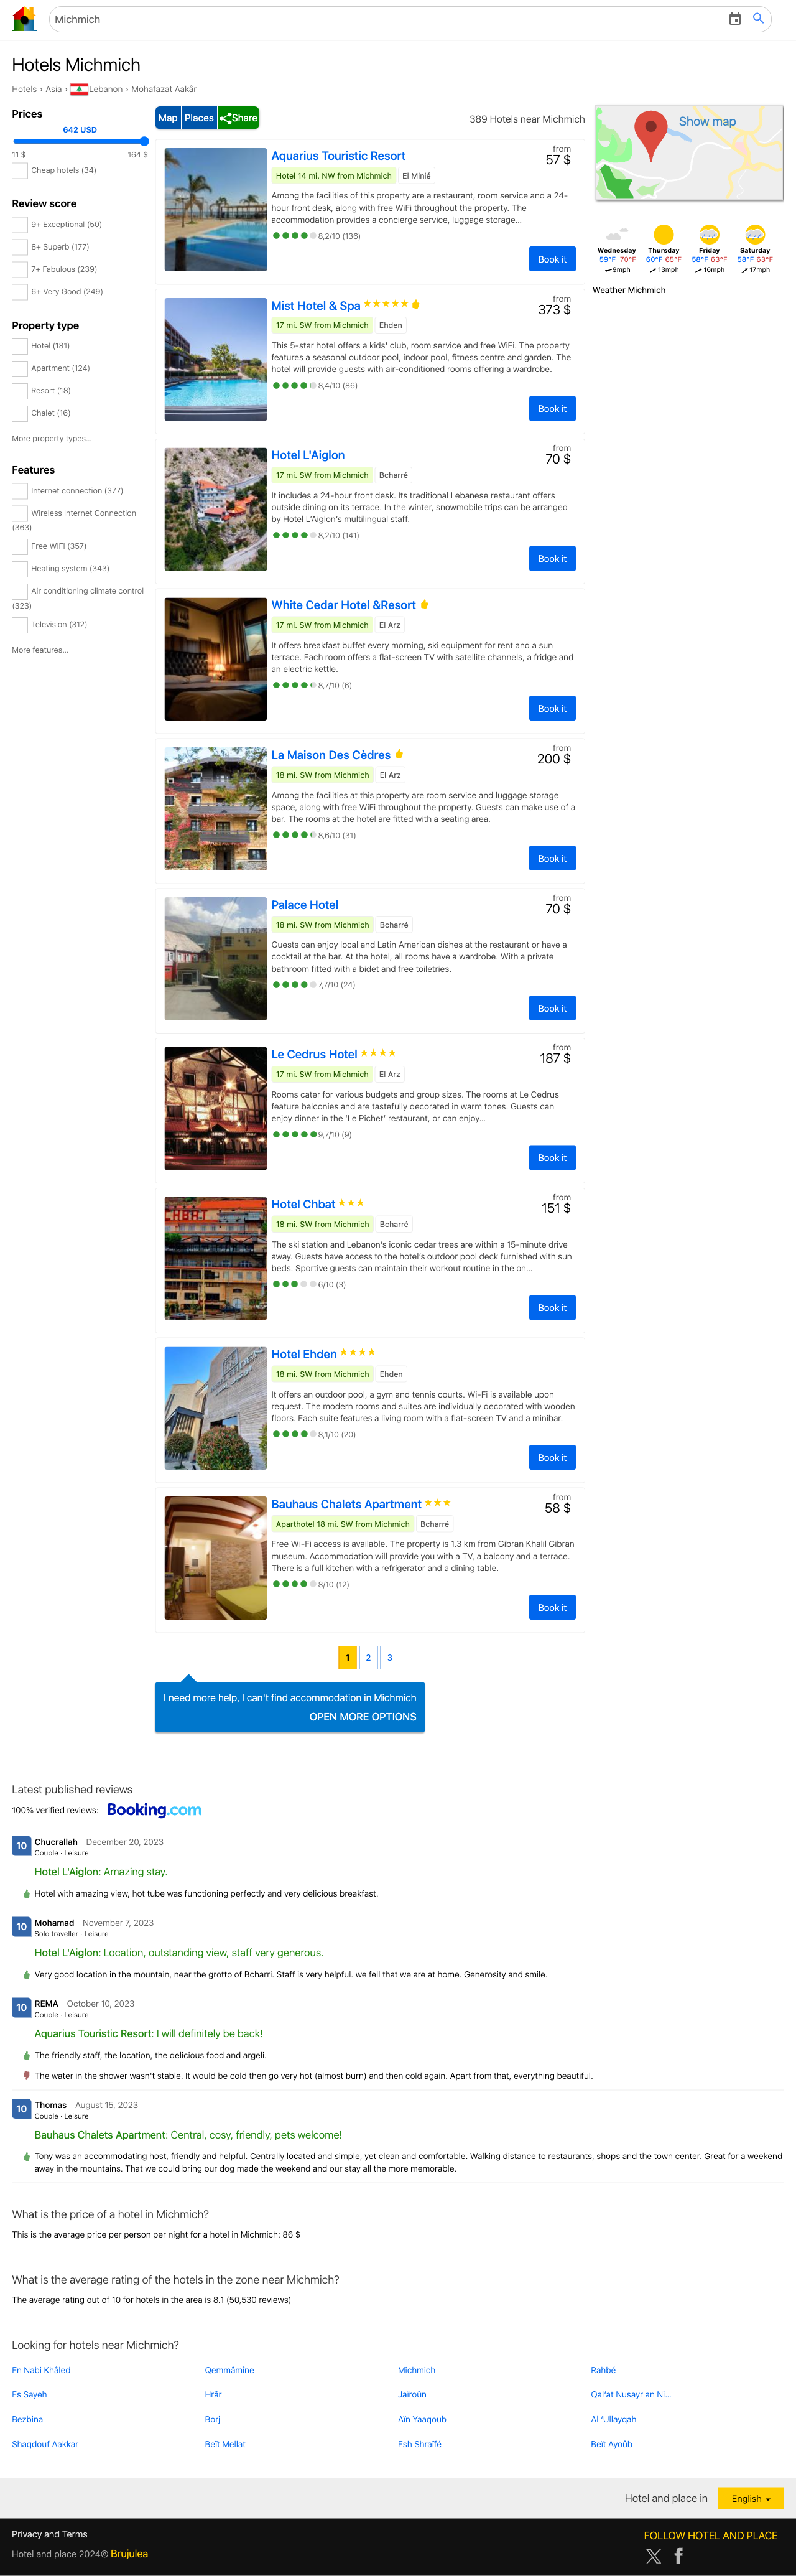 Michmich
Hotels Michmich
Hotels › Asia › Lebanon › Mohafazat Aakâr
Prices
642 USD
11 $ 164 $
Cheap hotels (34)
Review score
9+ Exceptional (50)
8+ Superb (177)
7+ Fabulous (239)
6+ Very Good (249)
Property type
Hotel (181)
Apartment (124)
Resort (18)
Chalet (16)
More property types...
Features
Internet connection (377)
Wireless Internet Connection
(363)
Free WIFI (357)
Heating system (343)
Air conditioning climate control
(323)
Television (312)
More features...
Map Places Share
389 Hotels near Michmich
Aquarius Touristic Resort
from
57 $
Hotel 14 mi. NW from Michmich El Minié
Among the facilities of this property are a restaurant, room service and a 24-
hour front desk, along with free WiFi throughout the property. The
accommodation provides a concierge service, luggage storage...
8,2/10 (136)
Book it
Mist Hotel & Spa
from
373 $
17 mi. SW from Michmich Ehden
This 5-star hotel offers a kids' club, room service and free WiFi. The property
features a seasonal outdoor pool, indoor pool, fitness centre and garden. The
hotel will provide guests with air-conditioned rooms offering a wardrobe.
8,4/10 (86)
Book it
Hotel L'Aiglon
from
70 $
17 mi. SW from Michmich Bcharré
It includes a 24-hour front desk. Its traditional Lebanese restaurant offers
outside dining on its terrace. In the winter, snowmobile trips can be arranged
by Hotel L'Aiglon's multilingual staff.
8,2/10 (141)
Book it
White Cedar Hotel &Resort
17 mi. SW from Michmich El Arz
It offers breakfast buffet every morning, ski equipment for rent and a sun
terrace. Each room offers a flat-screen TV with satellite channels, a fridge and
an electric kettle.
8,7/10 (6)
Book it
La Maison Des Cèdres
from
200 $
18 mi. SW from Michmich El Arz
Among the facilities at this property are room service and luggage storage
space, along with free WiFi throughout the property. Guests can make use of a
bar. The rooms at the hotel are fitted with a seating area.
8,6/10 (31)
Book it
Palace Hotel
from
70 $
18 mi. SW from Michmich Bcharré
Guests can enjoy local and Latin American dishes at the restaurant or have a
cocktail at the bar. At the hotel, all rooms have a wardrobe. With a private
bathroom fitted with a bidet and free toiletries.
7,7/10 (24)
Book it
Le Cedrus Hotel
from
187 $
17 mi. SW from Michmich El Arz
Rooms cater for various budgets and group sizes. The rooms at Le Cedrus
feature balconies and are tastefully decorated in warm tones. Guests can
enjoy dinner in the 'Le Pichet' restaurant, or can enjoy...
9,7/10 (9)
Book it
Hotel Chbat
from
151 $
18 mi. SW from Michmich Bcharré
The ski station and Lebanon's iconic cedar trees are within a 15-minute drive
away. Guests have access to the hotel's outdoor pool deck furnished with sun
beds. Sportive guests can maintain their workout routine in the on...
6/10 (3)
Book it
Hotel Ehden
18 mi. SW from Michmich Ehden
It offers an outdoor pool, a gym and tennis courts. Wi-Fi is available upon
request. The modern rooms and suites are individually decorated with wooden
floors. Each suite features a living room with a flat-screen TV and a minibar.
8,1/10 (20)
Book it
Bauhaus Chalets Apartment
from
58 $
Aparthotel 18 mi. SW from Michmich Bcharré
Free Wi-Fi access is available. The property is 1.3 km from Gibran Khalil Gibran
museum. Accommodation will provide you with a TV, a balcony and a terrace.
There is a full kitchen with a refrigerator and a dining table.
8/10 (12)
Book it
1 2 3
I need more help, I can't find accommodation in Michmich
OPEN MORE OPTIONS
Show map
Wednesday Thursday Friday Saturday
59°F 70°F 60°F 65°F 58°F 63°F 58°F 63°F
9mph 13mph 16mph 17mph
Weather Michmich
Latest published reviews
100% verified reviews: Booking.com
10 Chucrallah December 20, 2023
Couple · Leisure
Hotel L'Aiglon: Amazing stay.
Hotel with amazing view, hot tube was functioning perfectly and very delicious breakfast.
10 Mohamad November 7, 2023
Solo traveller · Leisure
Hotel L'Aiglon: Location, outstanding view, staff very generous.
Very good location in the mountain, near the grotto of Bcharri. Staff is very helpful. we fell that we are at home. Generosity and smile.
10 REMA October 10, 2023
Couple · Leisure
Aquarius Touristic Resort: I will definitely be back!
The friendly staff, the location, the delicious food and argeli.
The water in the shower wasn't stable. It would be cold then go very hot (almost burn) and then cold again. Apart from that, everything beautiful.
10 Thomas August 15, 2023
Couple · Leisure
Bauhaus Chalets Apartment: Central, cosy, friendly, pets welcome!
Tony was an accommodating host, friendly and helpful. Centrally located and simple, yet clean and comfortable. Walking distance to restaurants, shops and the town center. Great for a weekend
away in the mountains. That we could bring our dog made the weekend and our stay all the more memorable.
What is the price of a hotel in Michmich?
This is the average price per person per night for a hotel in Michmich: 86 $
What is the average rating of the hotels in the zone near Michmich?
The average rating out of 10 for hotels in the area is 8.1 (50,530 reviews)
Looking for hotels near Michmich?
En Nabi Khâled Qemmâmîne Michmich Rahbé
Es Sayeh Hrâr Jaïroûn Qal'at Nusayr an Ni...
Bezbina Borj Aïn Yaaqoub Al 'Ullayqah
Shaqdouf Aakkar Beït Mellat Esh Shraïfé Beït Ayoûb
Hotel and place in English
Privacy and Terms
Hotel and place 2024® Brujulea
FOLLOW HOTEL AND PLACE